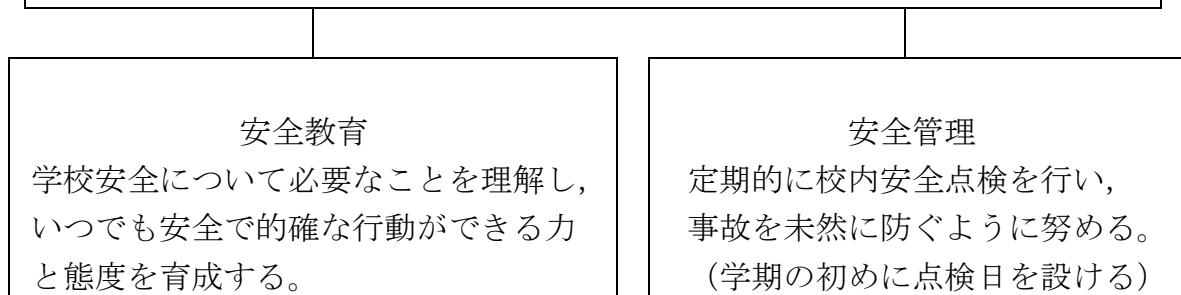 安全教育
学校安全について必要なことを理解し，
いつでも安全で的確な行動ができる力
と態度を育成する。
安全管理
定期的に校内安全点検を行い，
事故を未然に防ぐように努める。
（学期の初めに点検日を設ける）